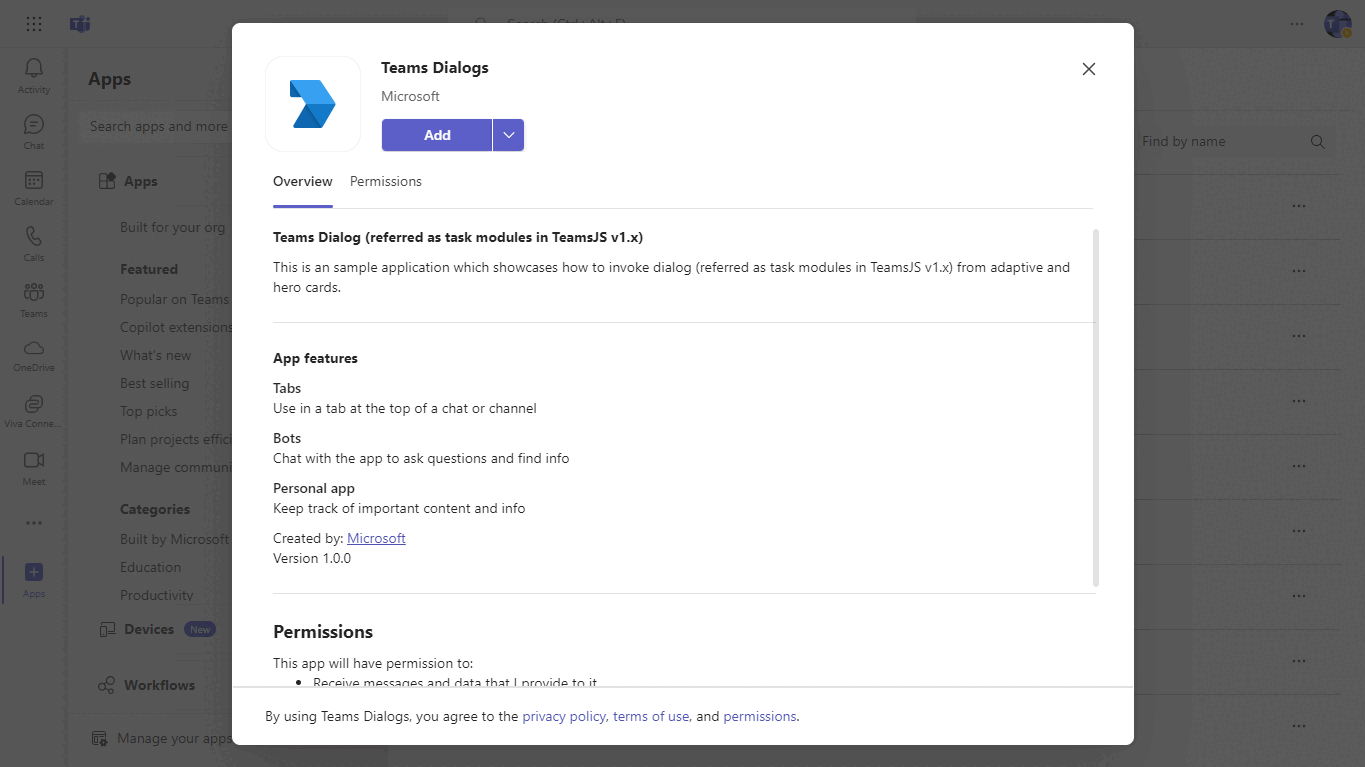 Search (Ctrl+Alt+E)
Activity
Chat
Calendar
Calls
Teams
OneDrive
Viva Conne...
Meet
Apps
Apps
Search apps and more
Apps
Built for your org
Featured
Popular on Teams
Copilot extensions
What's new
Best selling
Top picks
Plan projects effici
Manage communi
Categories
Built by Microsoft
Education
Productivity
Devices New
Workflows
Manage your apps
Teams Dialogs
Microsoft
Add
Overview Permissions
Teams Dialog (referred as task modules in TeamsJS v1.x)
This is an sample application which showcases how to invoke dialog (referred as task modules in TeamsJS v1.x) from adaptive and
hero cards.
App features
Tabs
Use in a tab at the top of a chat or channel
Bots
Chat with the app to ask questions and find info
Personal app
Keep track of important content and info
Created by: Microsoft
Version 1.0.0
Permissions
This app will have permission to:
• Receive messages and data that I provide to it.
By using Teams Dialogs, you agree to the privacy policy, terms of use, and permissions.
Find by name